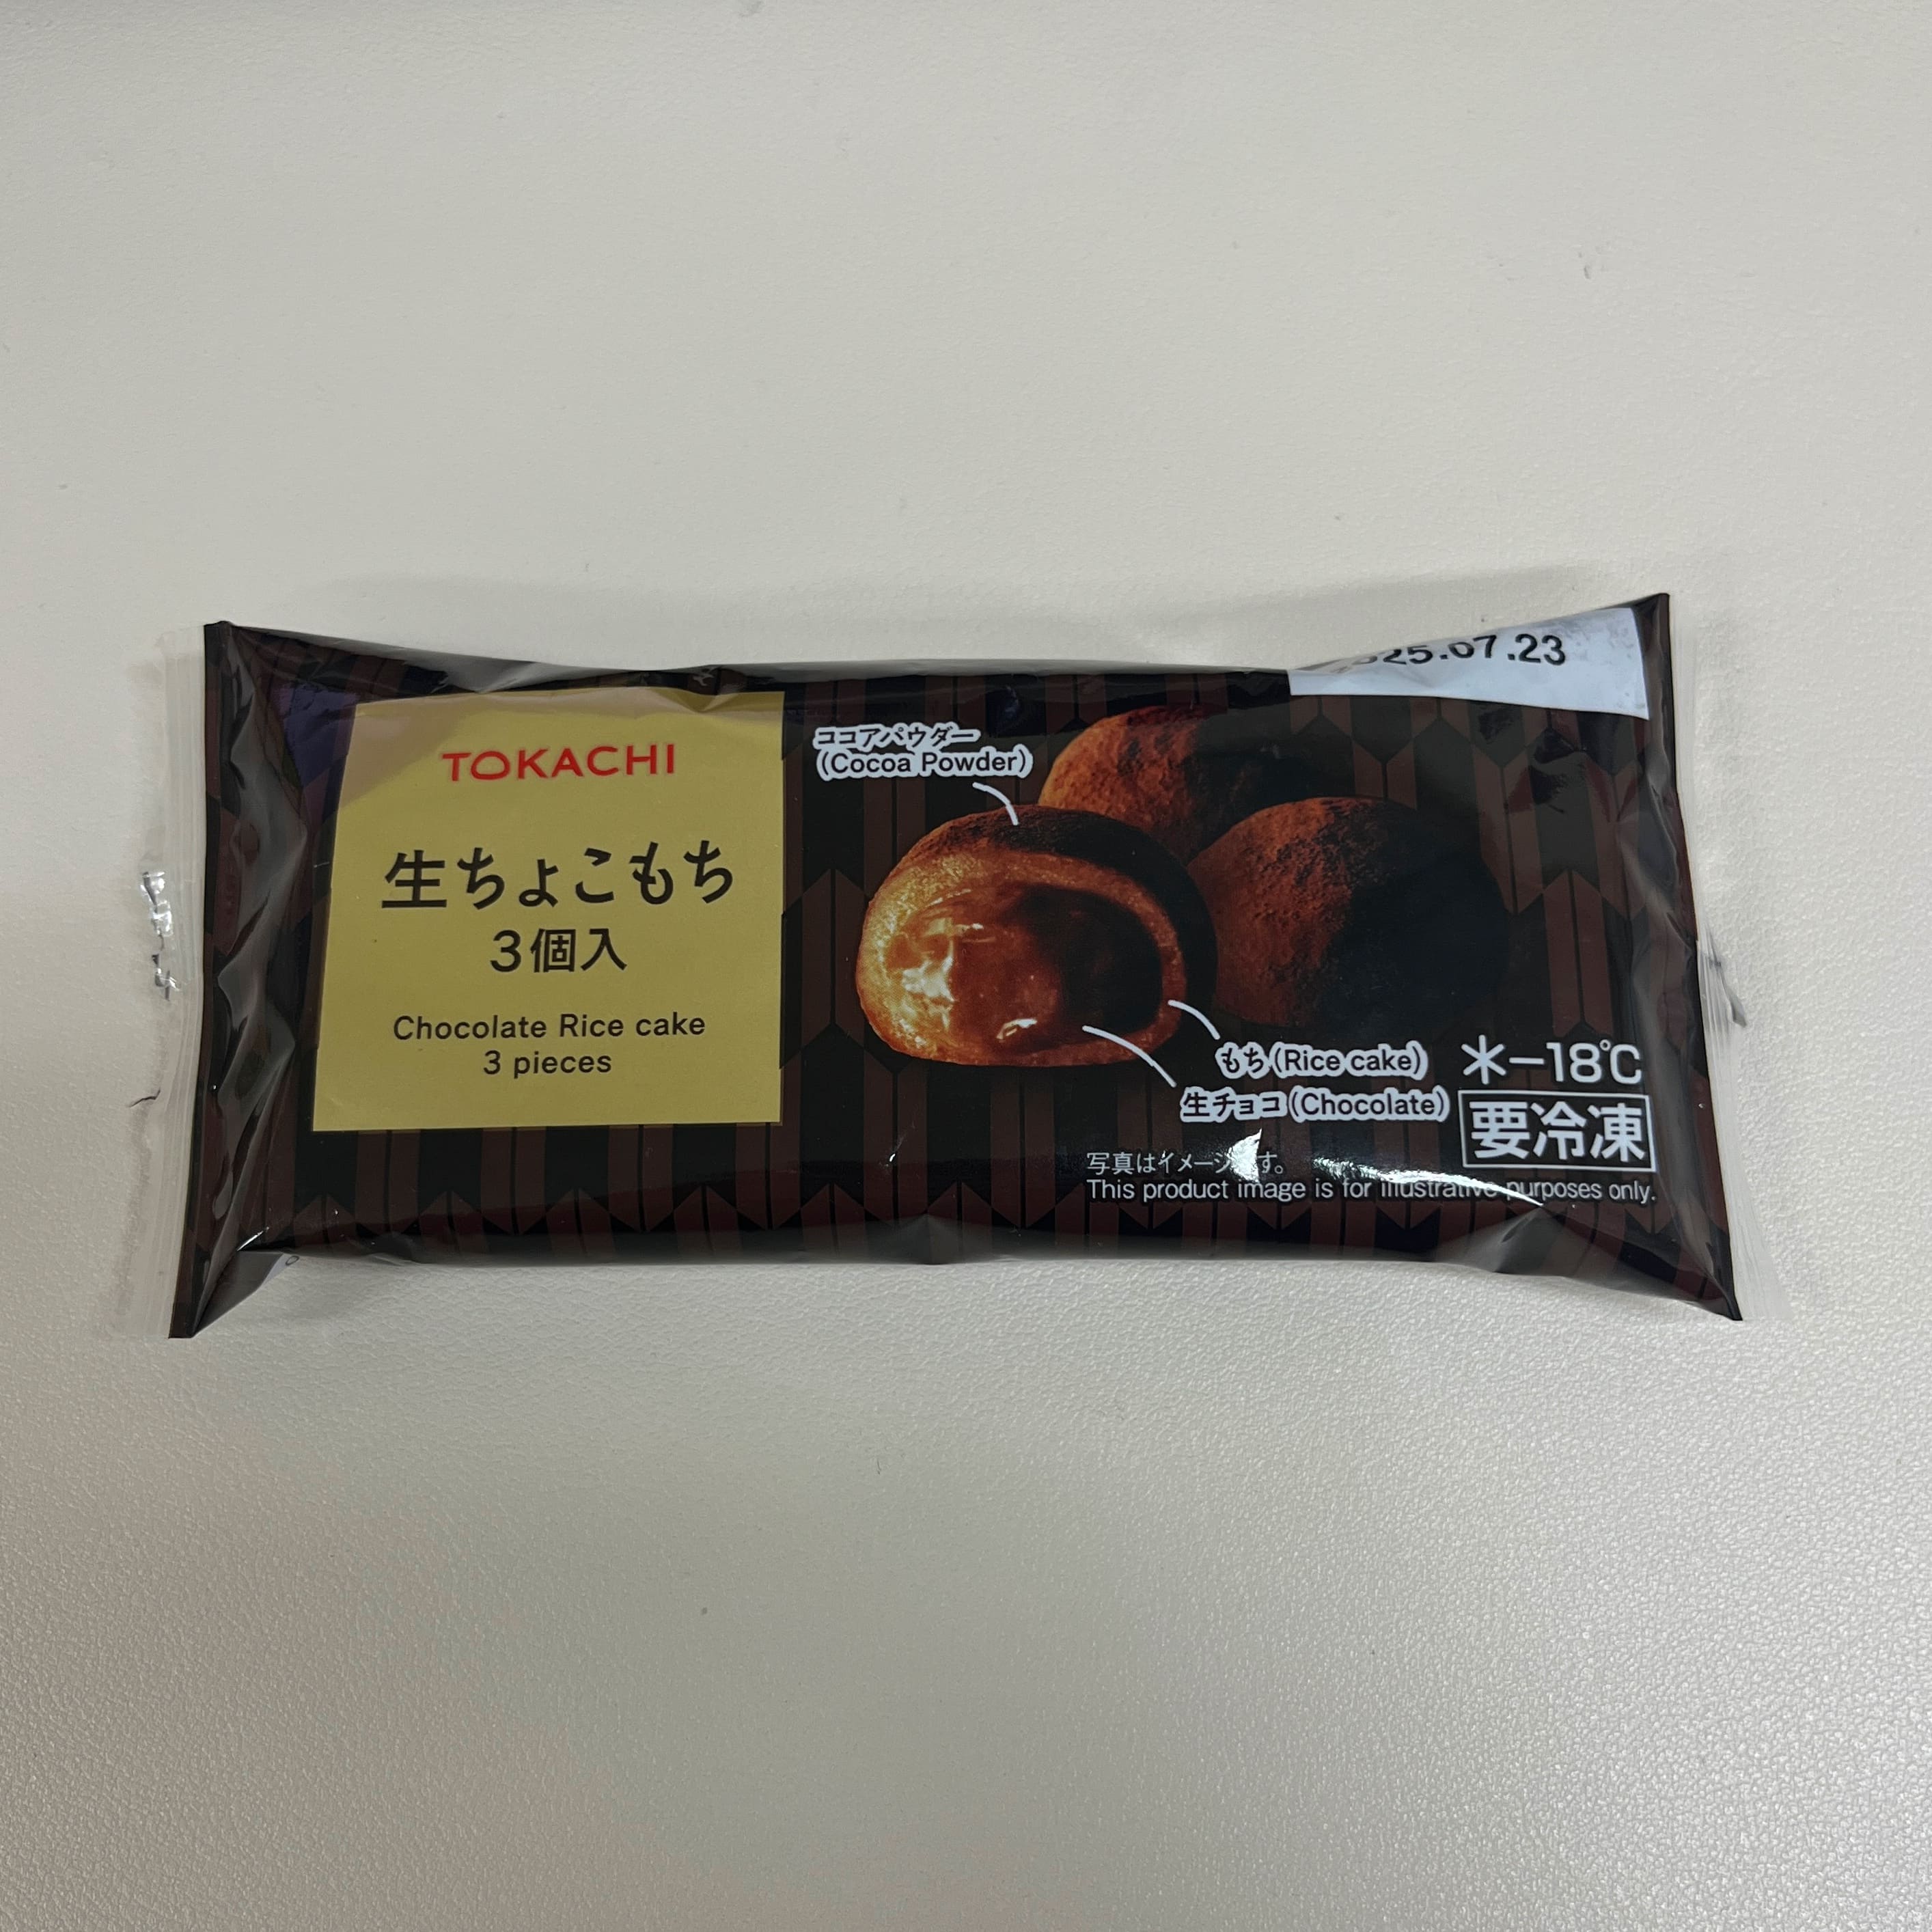 TOKACHI
生ちょこもち
3個入
Chocolate Rice cake
3 pieces
025.07.23
ココアパウダー
(Cocoa Powder)
もち(Rice cake)
生チョコ(Chocolate)
-18℃
要冷凍
写真はイメージです。
This product image is for illustrative purposes only.